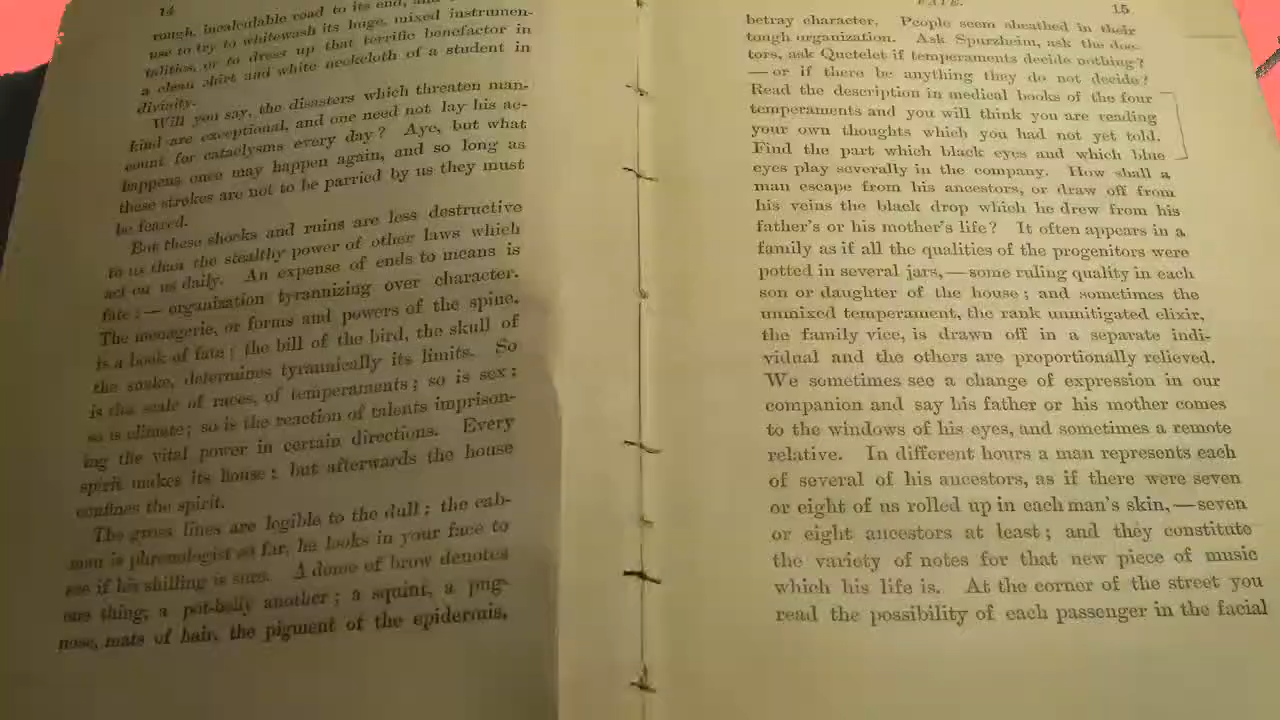 14
rough, incalculable road to its end, and
use to try to whitewash its huge, mixed instrumen-
talities, or to dress up that terrific benefactor in
a clean shirt and white neckcloth of a student in
divinity.
Will you say, the disasters which threaten man-
kind are exceptional, and one need not lay his ac-
count for cataclysms every day? Aye, but what
happens once may happen again, and so long as
these strokes are not to be parried by us they must
be feared.
But these shocks and ruins are less destructive
to us than the stealthy power of other laws which
act on us daily. An expense of ends to means is
fate;— organization tyrannizing over character.
The menagerie, or forms and powers of the spine,
is a book of fate; the bill of the bird, the skull of
the snake, determines tyrannically its limits. So
is the scale of races, of temperaments; so is sex;
so is climate; so is the reaction of talents imprison-
ing the vital power in certain directions. Every
spirit makes its house; but afterwards the house
confines the spirit.
The gross lines are legible to the dull; the cab-
man is phrenologist so far, he looks in your face to
see if his shilling is sure. A dome of brow denotes
one thing, a pot-belly another; a squint, a pug-
nose, mats of hair, the pigment of the epidermis,
FATE.
15
betray character. People seem sheathed in their
tough organization. Ask Spurzheim, ask the doc-
tors, ask Quetelet if temperaments decide nothing?
— or if there be anything they do not decide?
Read the description in medical books of the four
temperaments and you will think you are reading
your own thoughts which you had not yet told.
Find the part which black eyes and which blue
eyes play severally in the company. How shall a
man escape from his ancestors, or draw off from
his veins the black drop which he drew from his
father's or his mother's life? It often appears in a
family as if all the qualities of the progenitors were
potted in several jars,—some ruling quality in each
son or daughter of the house; and sometimes the
unmixed temperament, the rank unmitigated elixir,
the family vice, is drawn off in a separate indi-
vidual and the others are proportionally relieved.
We sometimes see a change of expression in our
companion and say his father or his mother comes
to the windows of his eyes, and sometimes a remote
relative. In different hours a man represents each
of several of his ancestors, as if there were seven
or eight of us rolled up in each man's skin,—seven
or eight ancestors at least; and they constitute
the variety of notes for that new piece of music
which his life is. At the corner of the street you
read the possibility of each passenger in the facial